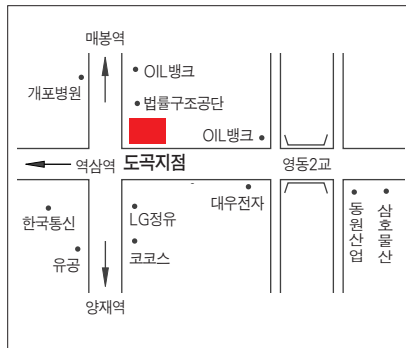 매봉역
OIL뱅크
개포병원
법률구조공단
OIL뱅크
역삼역
도곡지점
영동2교
대우전자
한국통신
LG정유
동원산업
삼호물산
유공
코코스
양재역